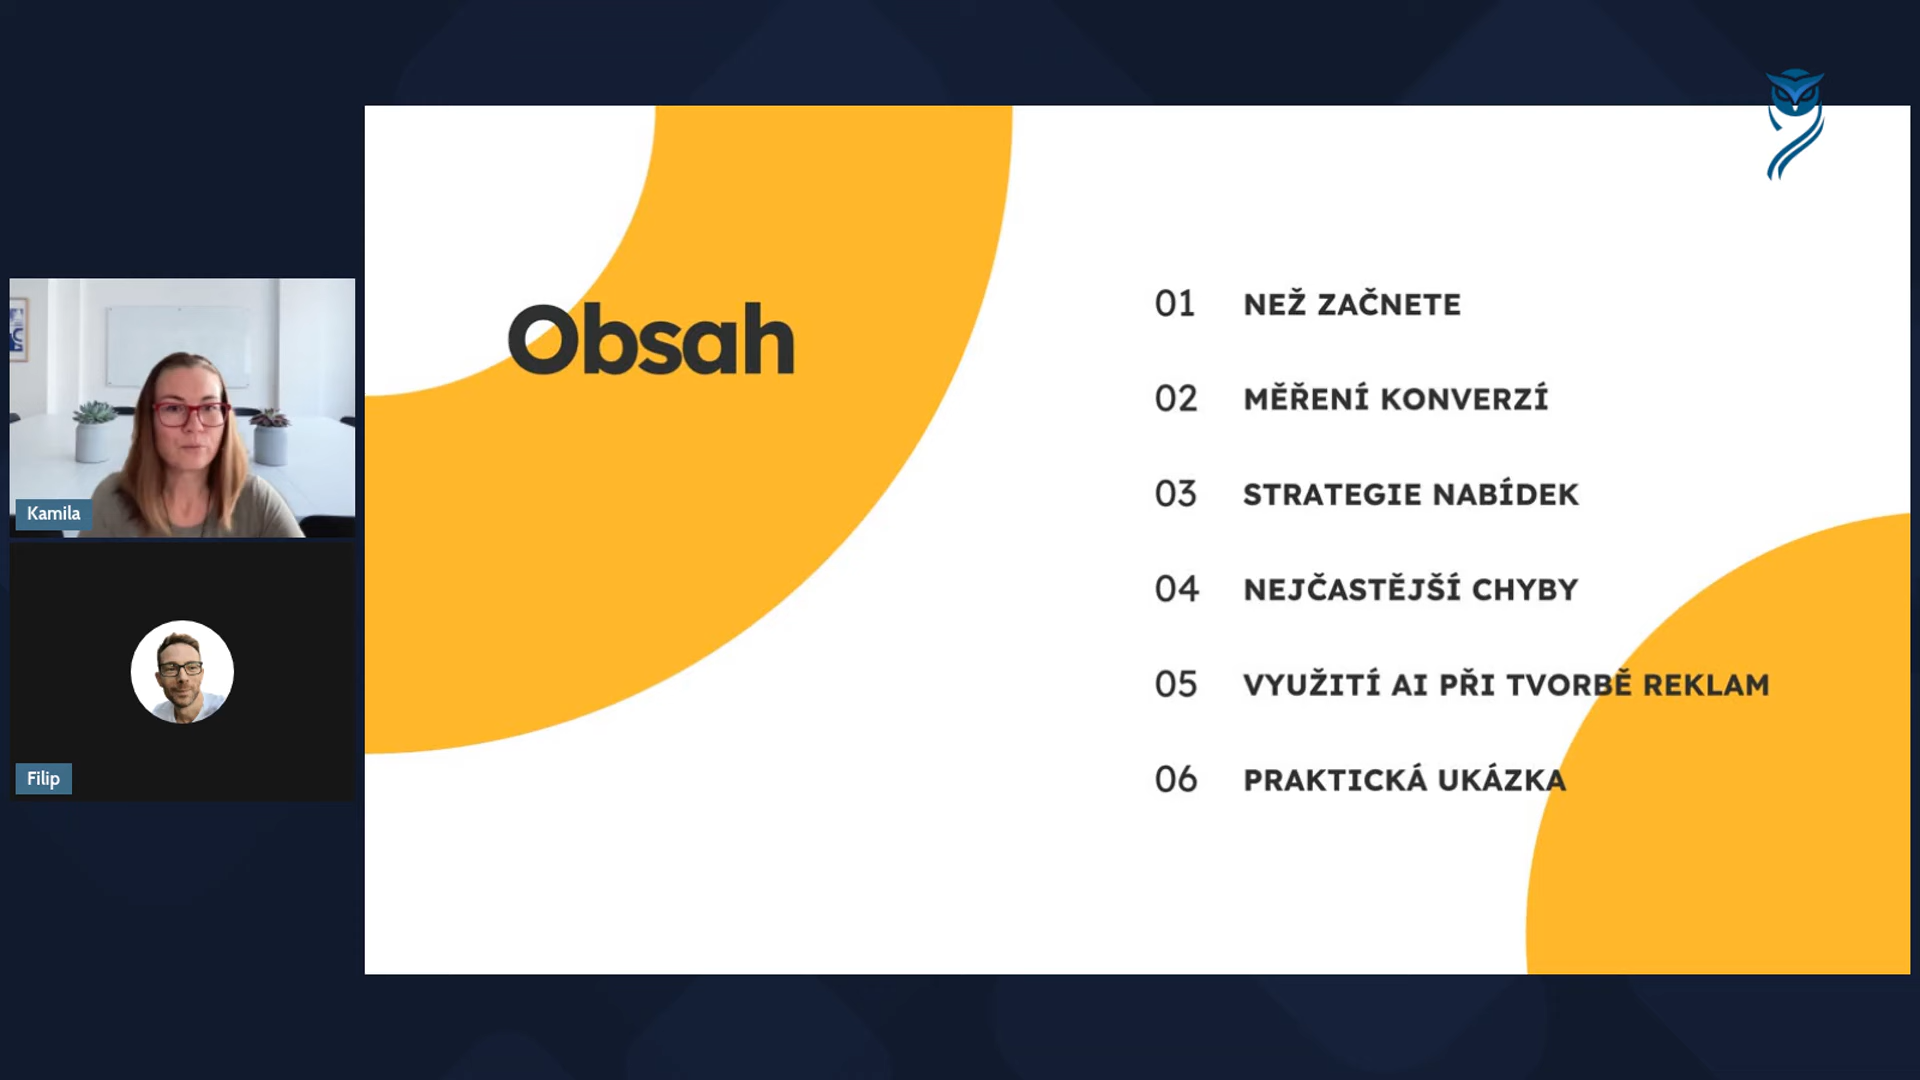 Obsah
01 NEŽ ZAČNETE
02 MĚŘENÍ KONVERZÍ
03 STRATEGIE NABÍDEK
04 NEJČASTĚJŠÍ CHYBY
05 VYUŽITÍ AI PŘI TVORBĚ REKLAM
06 PRAKTICKÁ UKÁZKA
Kamila
Filip